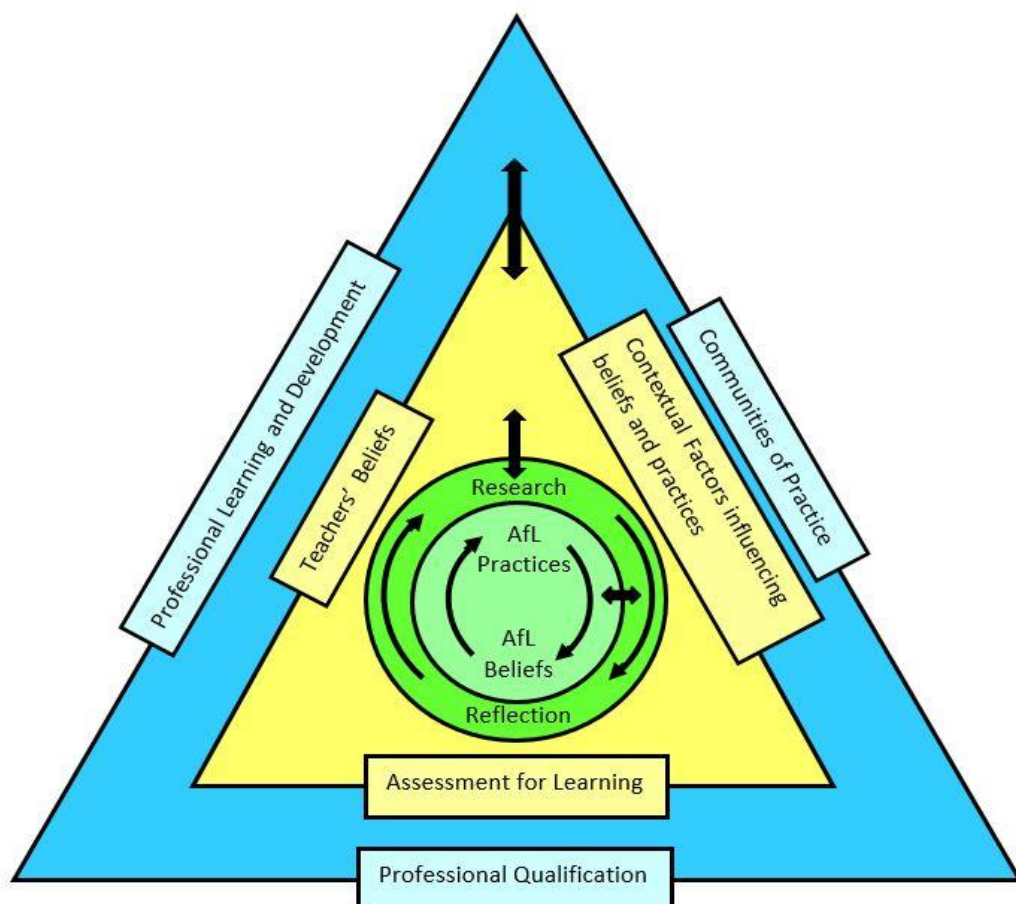 Professional Learning and Development
Teachers’ Beliefs
Contextual Factors influencing
beliefs and practices
Communities of Practice
Research
AfL
Practices
AfL
Beliefs
Reflection
Assessment for Learning
Professional Qualification